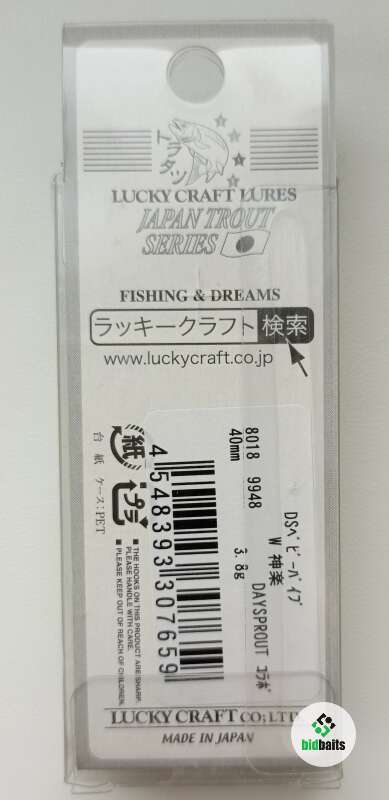 トラタツ
LUCKY CRAFT LURES
JAPAN TROUT
SERIES
FISHING & DREAMS
ラッキークラフト 検索
www.luckycraft.co.jp
DSベビーバイブ
W 神楽 DAYSPROUT コラボ
8018 9948
40mm 3.8g
4 548393 307659
紙 プラ
台紙 ケース:PET
■ THE HOOKS ON THIS PRODUCT ARE SHARP.
PLEASE HANDLE WITH CARE.
■ PLEASE KEEP OUT OF REACH OF CHILDREN.
LUCKY CRAFT CO; LTD.
MADE IN JAPAN
bidbaits